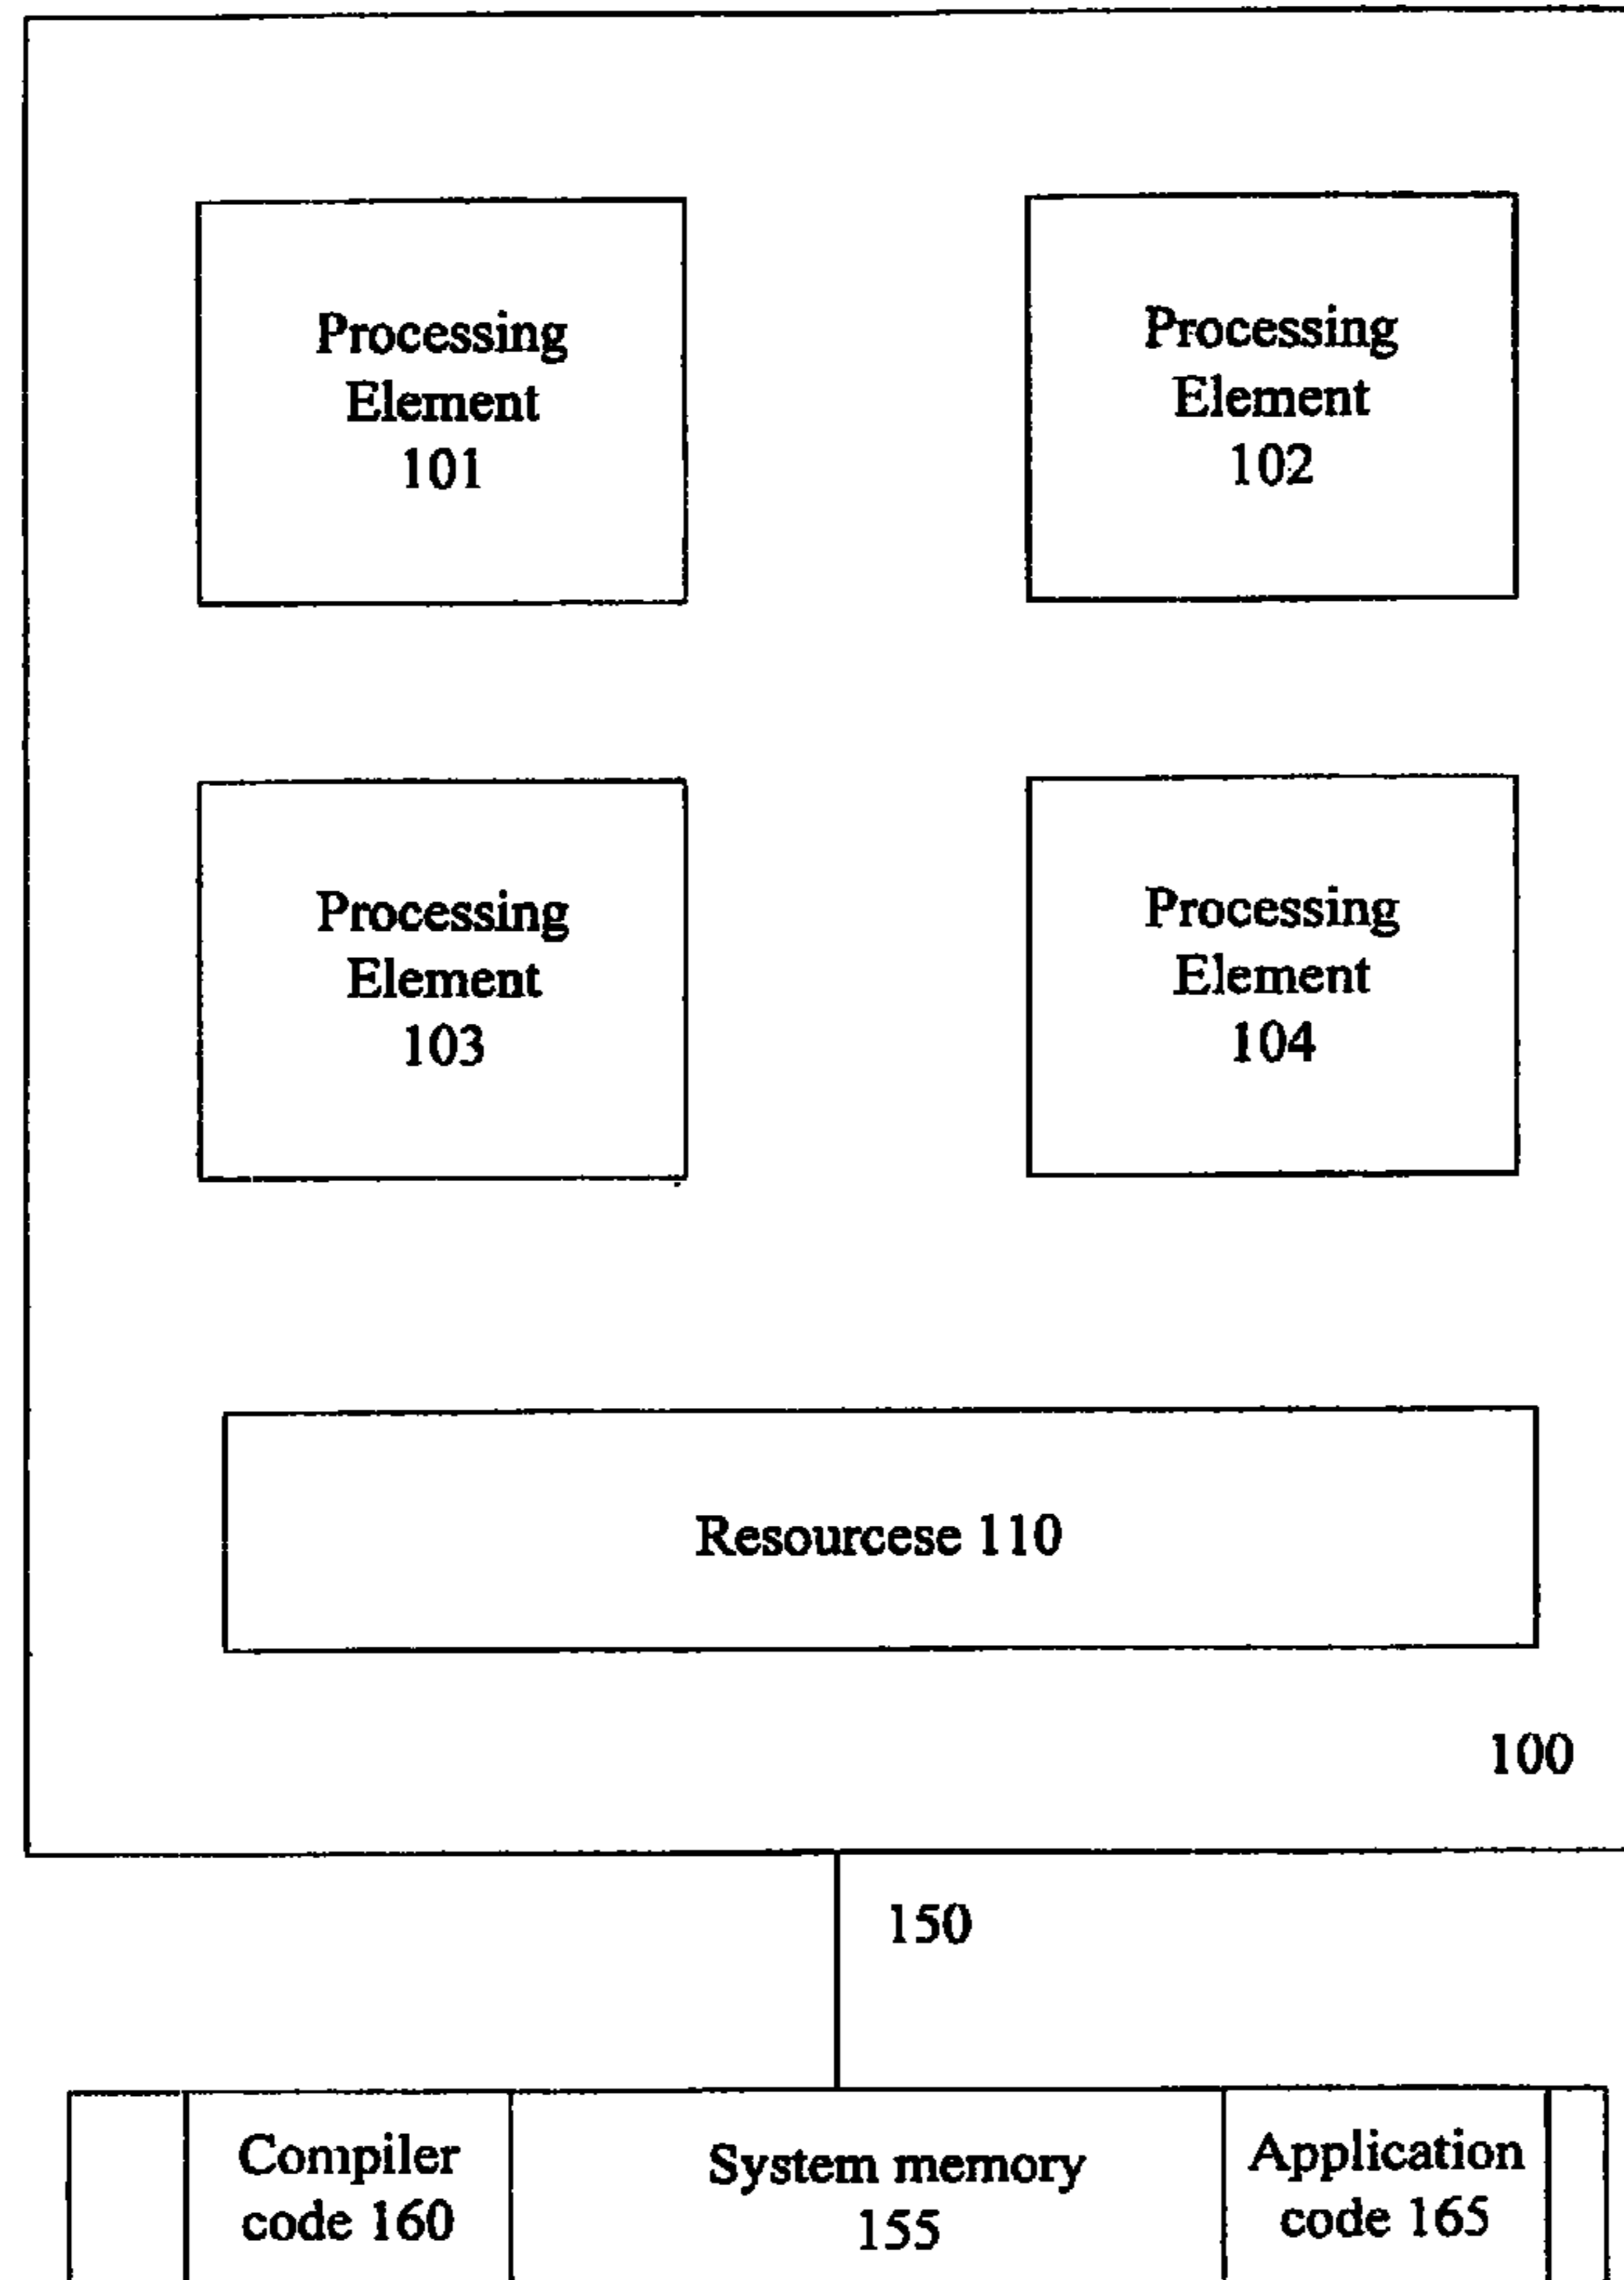 Processing
Element
101
Processing
Element
102
Processing
Element
103
Processing
Element
104
Resourcese 110
100
150
Compiler
code 160
System memory
155
Application
code 165